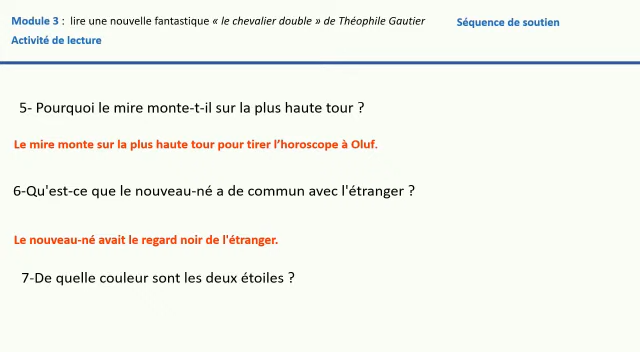 Module 3 : lire une nouvelle fantastique « le chevalier double » de Théophile Gautier Séquence de soutien
Activité de lecture
5- Pourquoi le mire monte-t-il sur la plus haute tour ?
Le mire monte sur la plus haute tour pour tirer l'horoscope à Oluf.
6-Qu'est-ce que le nouveau-né a de commun avec l'étranger ?
Le nouveau-né avait le regard noir de l'étranger.
7-De quelle couleur sont les deux étoiles ?